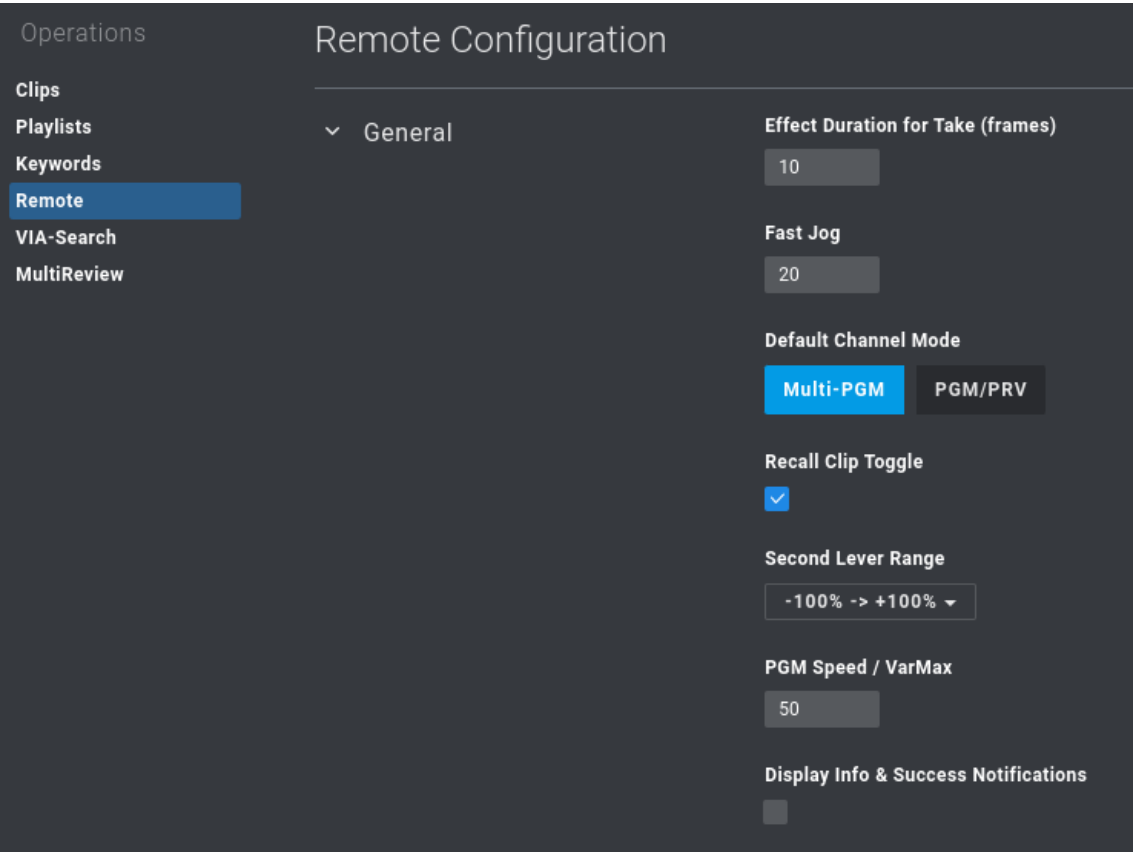 Operations
Clips
Playlists
Keywords
Remote
VIA-Search
MultiReview
Remote Configuration
General
Effect Duration for Take (frames)
10
Fast Jog
20
Default Channel Mode
Multi-PGM PGM/PRV
Recall Clip Toggle
Second Lever Range
-100% -> +100%
PGM Speed / VarMax
50
Display Info & Success Notifications